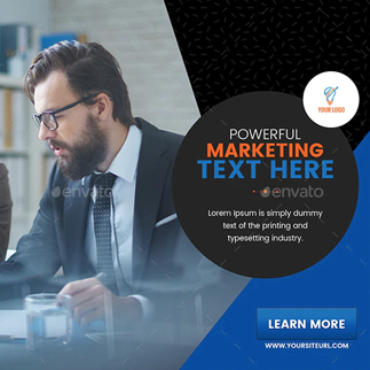 YOUR LOGO
POWERFUL
MARKETING
TEXT HERE
envato
envato
Lorem Ipsum is simply dummy
text of the printing and
typesetting industry.
LEARN MORE
WWW.YOURSITEURL.COM